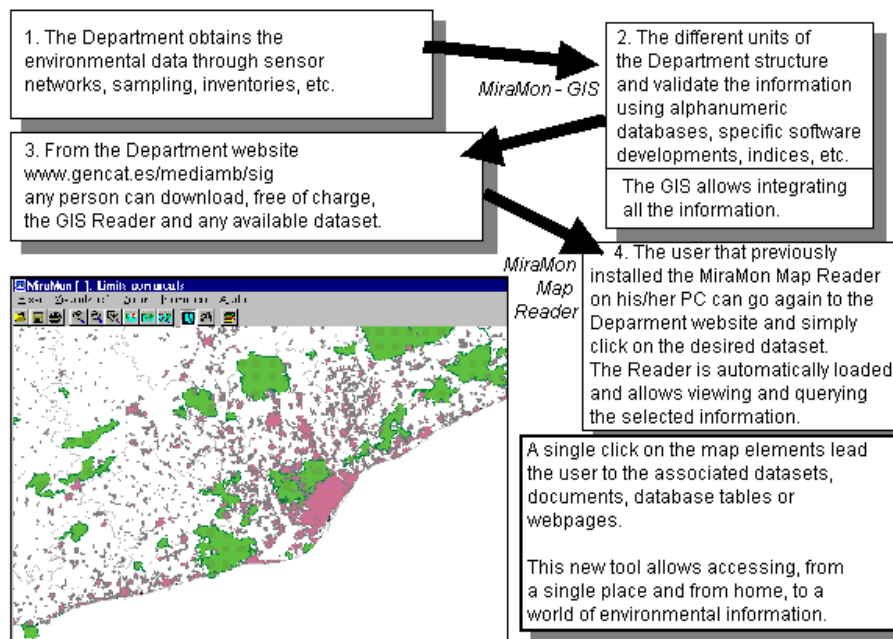 1. The Department obtains the
environmental data through sensor
networks, sampling, inventories, etc.
MiraMon - GIS
2. The different units of
the Department structure
and validate the information
using alphanumeric
databases, specific software
developments, indices, etc.
The GIS allows integrating
all the information.
3. From the Department website
www.gencat.es/mediamb/sig
any person can download, free of charge,
the GIS Reader and any available dataset.
MiraMon
Map
Reader
4. The user that previously
installed the MiraMon Map Reader
on his/her PC can go again to the
Deparment website and simply
click on the desired dataset.
The Reader is automatically loaded
and allows viewing and querying
the selected information.
MiraMon [ ]. Limits comarcals
A single click on the map elements lead
the user to the associated datasets,
documents, database tables or
webpages.
This new tool allows accessing, from
a single place and from home, to a
world of environmental information.